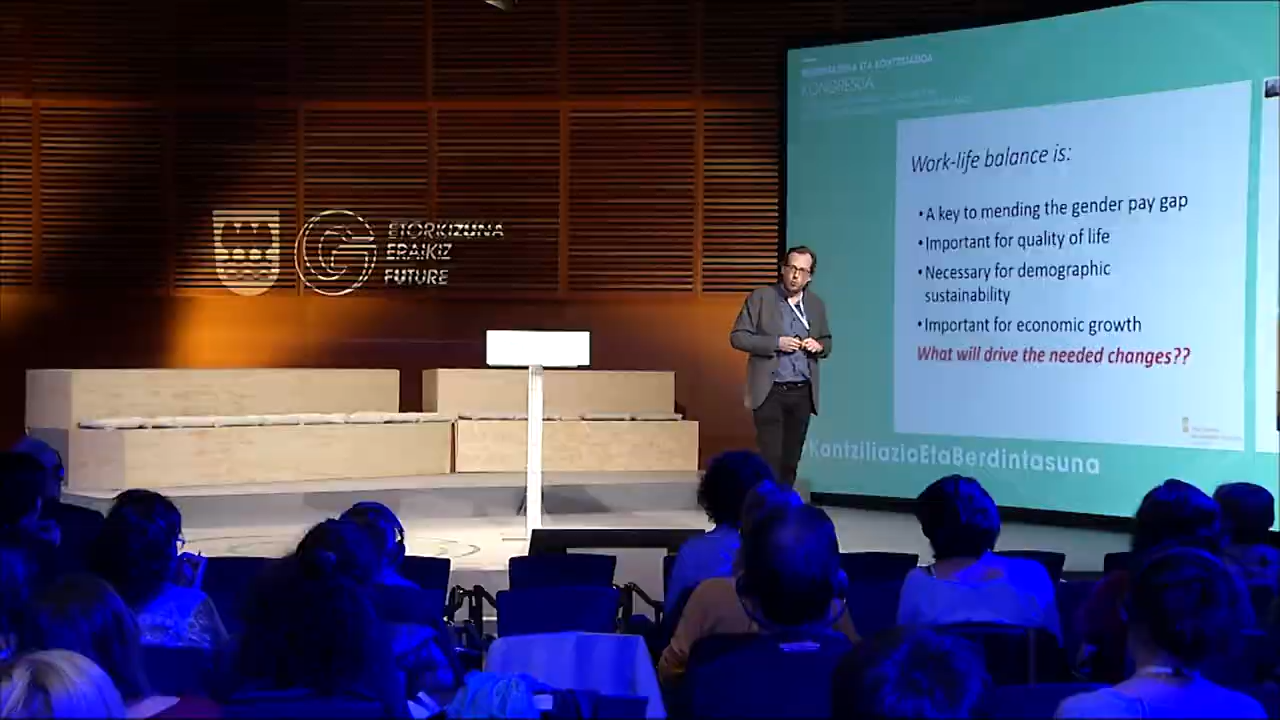 ETORKIZUNA
ERAIKIZ
FUTURE
KONGRESUA
Work-life balance is:
•A key to mending the gender pay gap
•Important for quality of life
•Necessary for demographic
sustainability
•Important for economic growth
What will drive the needed changes??
KontziliazioEtaBerdintasuna